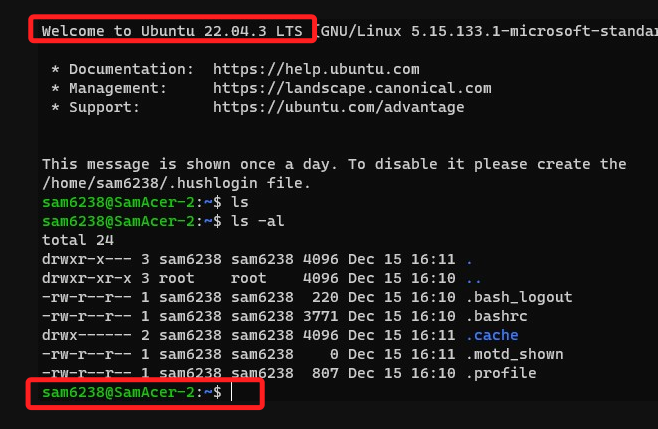 Welcome to Ubuntu 22.04.3 LTS (GNU/Linux 5.15.133.1-microsoft-standar
* Documentation:  https://help.ubuntu.com
* Management:     https://landscape.canonical.com
* Support:        https://ubuntu.com/advantage
This message is shown once a day. To disable it please create the
/home/sam6238/.hushlogin file.
sam6238@SamAcer-2:~$ ls
sam6238@SamAcer-2:~$ ls -al
total 24
drwxr-x--- 3 sam6238 sam6238 4096 Dec 15 16:11 .
drwxr-xr-x 3 root    root    4096 Dec 15 16:10 ..
-rw-r--r-- 1 sam6238 sam6238  220 Dec 15 16:10 .bash_logout
-rw-r--r-- 1 sam6238 sam6238 3771 Dec 15 16:10 .bashrc
drwx------ 2 sam6238 sam6238 4096 Dec 15 16:11 .cache
-rw-r--r-- 1 sam6238 sam6238    0 Dec 15 16:11 .motd_shown
-rw-r--r-- 1 sam6238 sam6238  807 Dec 15 16:10 .profile
sam6238@SamAcer-2:~$